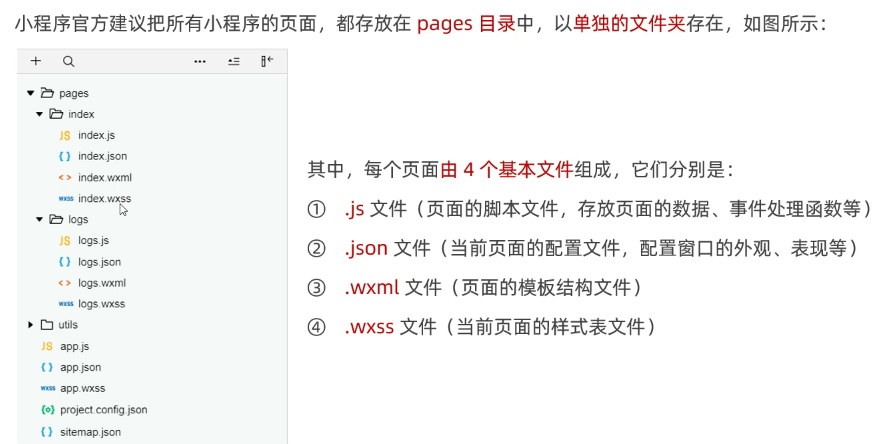 小程序官方建议把所有小程序的页面，都存放在 pages 目录中，以单独的文件夹存在，如图所示：
pages
index
JS index.js
{ } index.json
< > index.wxml
wxss index.wxss
logs
JS logs.js
{ } logs.json
< > logs.wxml
wxss logs.wxss
utils
JS app.js
{ } app.json
wxss app.wxss
{o} project.config.json
{ } sitemap.json
其中，每个页面由 4 个基本文件组成，它们分别是：
① .js 文件（页面的脚本文件，存放页面的数据、事件处理函数等）
② .json 文件（当前页面的配置文件，配置窗口的外观、表现等）
③ .wxml 文件（页面的模板结构文件）
④ .wxss 文件（当前页面的样式表文件）